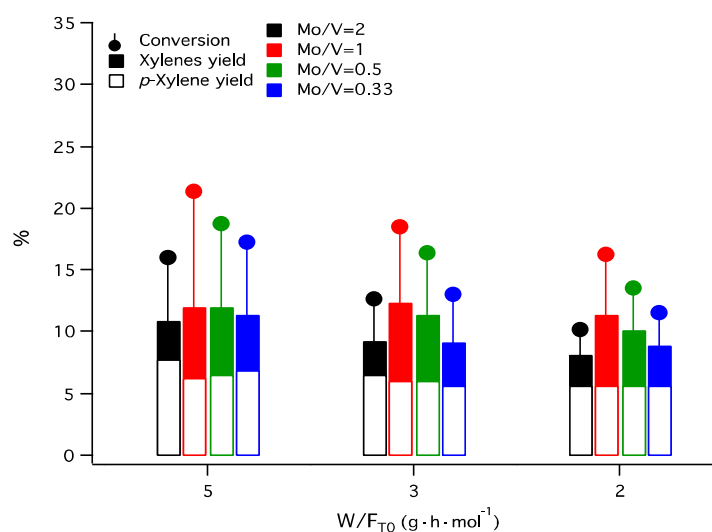 35
30
25
20
15
10
5
0
%
Conversion
Xylenes yield
p-Xylene yield
Mo/V=2
Mo/V=1
Mo/V=0.5
Mo/V=0.33
5 3 2
W/F_T0 (g·h·mol⁻¹)